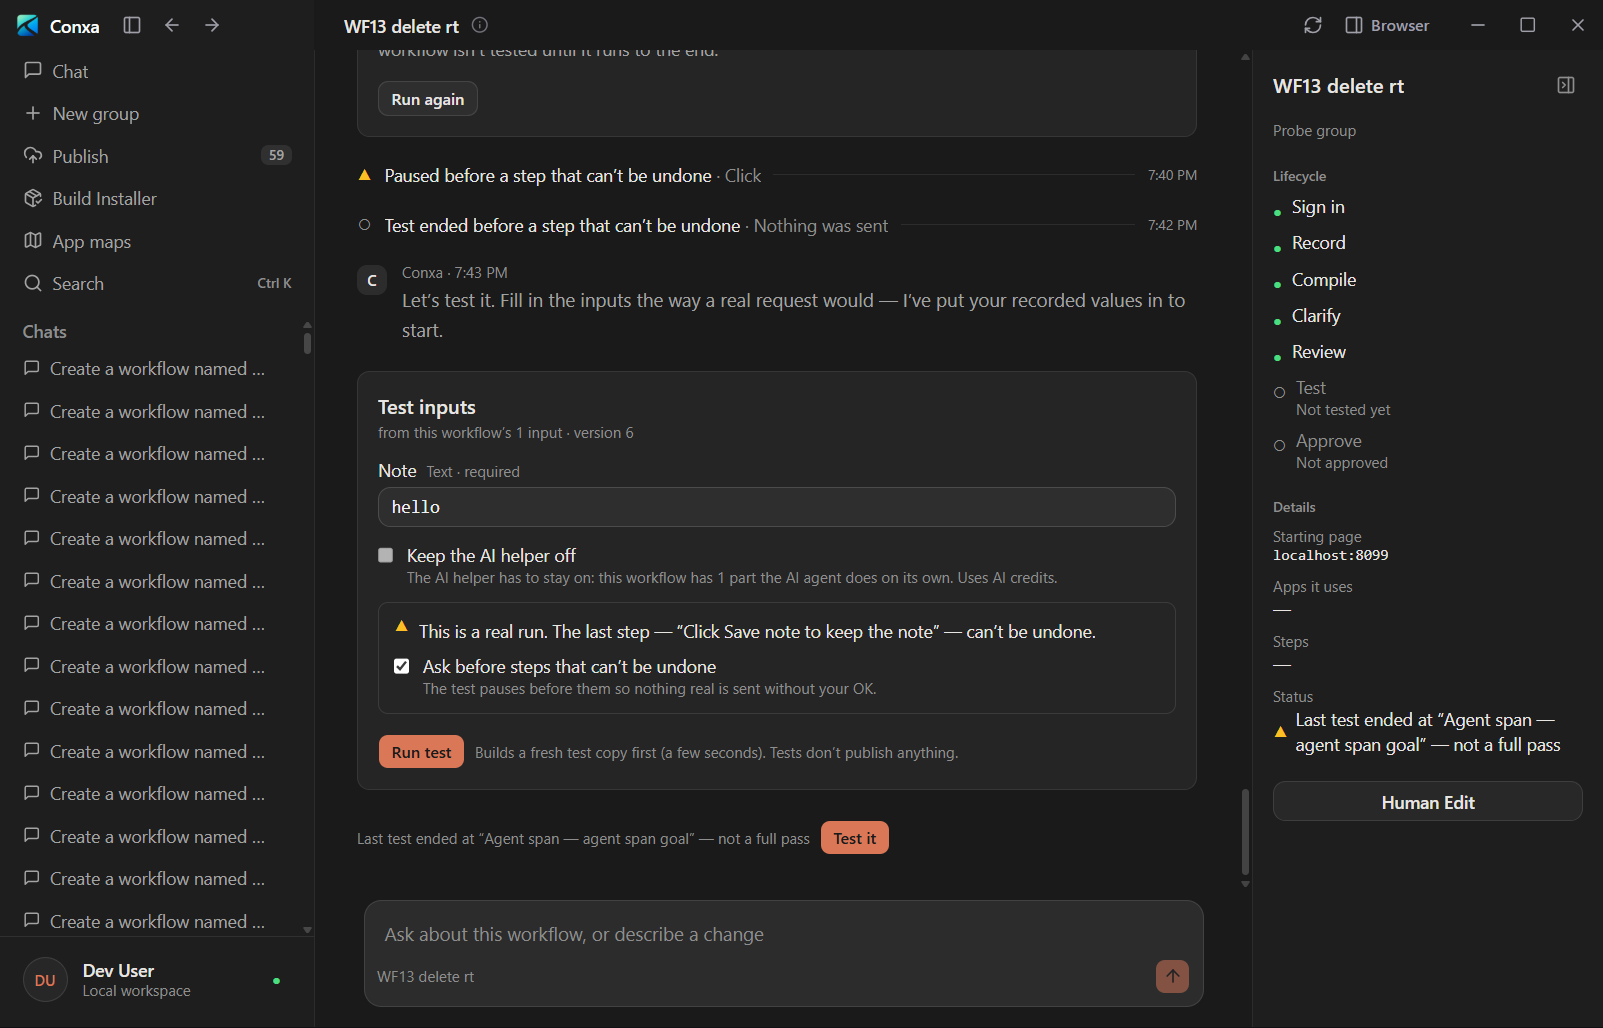 Conxa
WF13 delete rt
Browser
Chat
New group
Publish
59
Build Installer
App maps
Search
Ctrl K
Chats
Create a workflow named ...
Create a workflow named ...
Create a workflow named ...
Create a workflow named ...
Create a workflow named ...
Create a workflow named ...
Create a workflow named ...
Create a workflow named ...
Create a workflow named ...
Create a workflow named ...
Create a workflow named ...
Create a workflow named ...
Create a workflow named ...
Create a workflow named ...
DU
Dev User
Local workspace
workflow isn't tested until it runs to the end.
Run again
Paused before a step that can't be undone · Click
7:40 PM
Test ended before a step that can't be undone · Nothing was sent
7:42 PM
C
Conxa · 7:43 PM
Let's test it. Fill in the inputs the way a real request would — I've put your recorded values in to
start.
Test inputs
from this workflow's 1 input · version 6
Note Text · required
hello
Keep the AI helper off
The AI helper has to stay on: this workflow has 1 part the AI agent does on its own. Uses AI credits.
This is a real run. The last step — “Click Save note to keep the note” — can't be undone.
Ask before steps that can't be undone
The test pauses before them so nothing real is sent without your OK.
Run test
Builds a fresh test copy first (a few seconds). Tests don't publish anything.
Last test ended at “Agent span — agent span goal” — not a full pass
Test it
Ask about this workflow, or describe a change
WF13 delete rt
WF13 delete rt
Probe group
Lifecycle
Sign in
Record
Compile
Clarify
Review
Test
Not tested yet
Approve
Not approved
Details
Starting page
localhost:8099
Apps it uses
—
Steps
—
Status
Last test ended at “Agent span —
agent span goal” — not a full pass
Human Edit